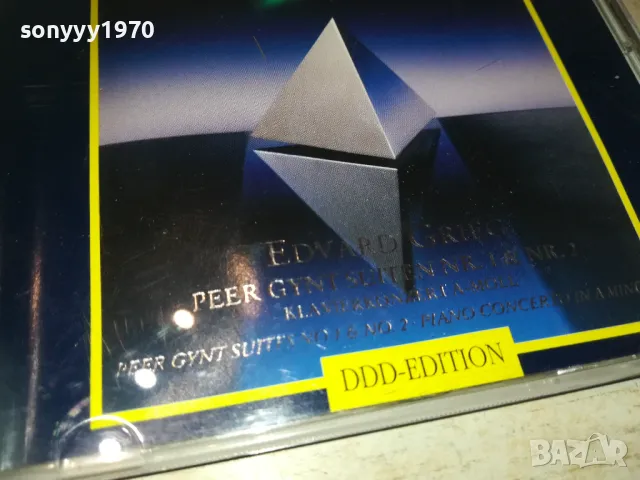 sonyyy1970
EDVARD GRIEG
PEER GYNT SUITEN NR. 1 & NR. 2
KLAVIERKONZERT A-MOLL
PEER GYNT SUITES NO. 1 & NO. 2 · PIANO CONCERTO IN A MINOR
DDD-EDITION
BAZAR